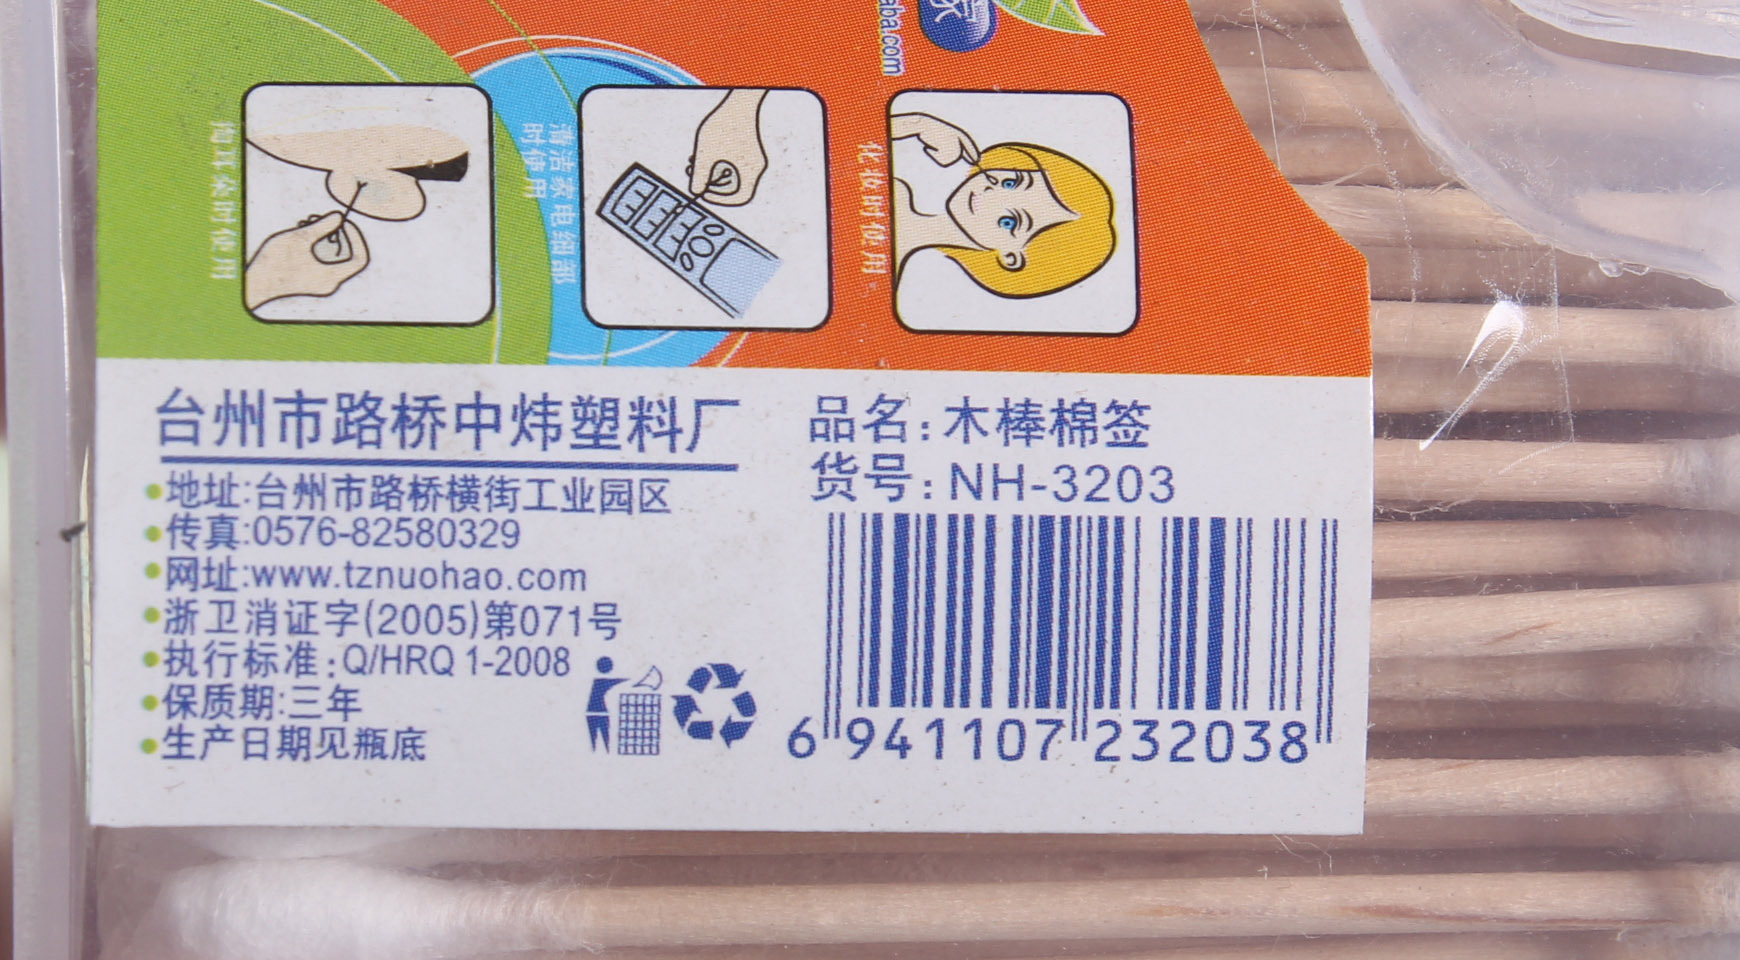 aba.com
掏耳朵时使用
清洁家电细部
时使用
化妆时使用。
台州市路桥中炜塑料厂
地址:台州市路桥横街工业园区
传真:0576-82580329
网址:www.tznuohao.com
浙卫消证字(2005)第071号
执行标准:Q/HRQ 1-2008
保质期:三年
生产日期见瓶底
品名:木棒棉签
货号:NH-3203
6 941107 232038